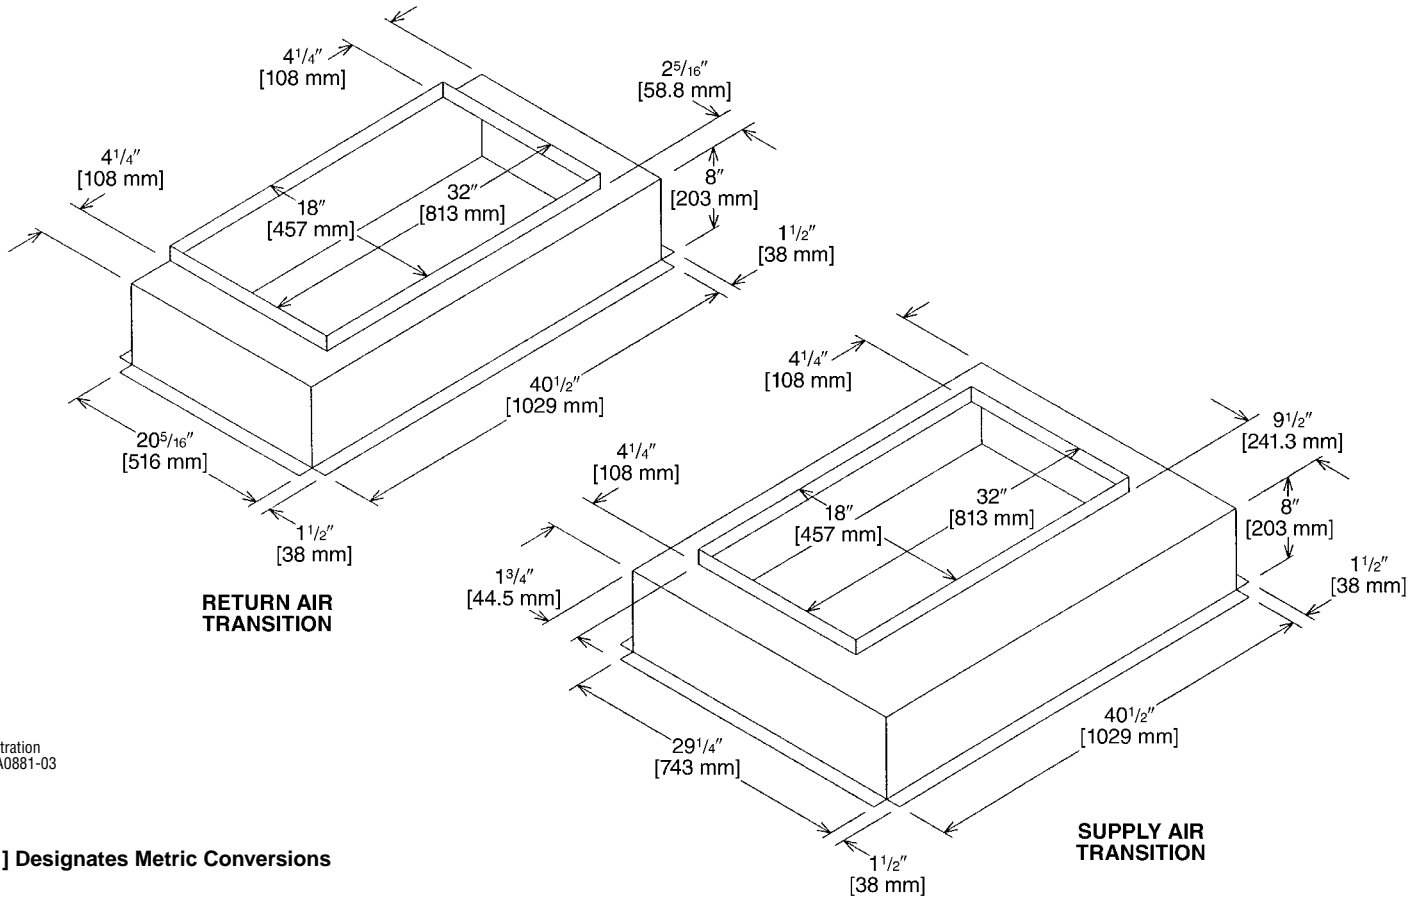 4 1/4″
[108 mm]
2 5/16″
[58.8 mm]
4 1/4″
[108 mm]
8″
[203 mm]
32″
[813 mm]
18″
[457 mm]
1 1/2″
[38 mm]
40 1/2″
[1029 mm]
20 5/16″
[516 mm]
1 1/2″
[38 mm]
RETURN AIR
TRANSITION
4 1/4″
[108 mm]
9 1/2″
[241.3 mm]
4 1/4″
[108 mm]
32″
[813 mm]
18″
[457 mm]
8″
[203 mm]
1 3/4″
[44.5 mm]
1 1/2″
[38 mm]
40 1/2″
[1029 mm]
29 1/4″
[743 mm]
1 1/2″
[38 mm]
SUPPLY AIR
TRANSITION
tration
A0881-03
] Designates Metric Conversions